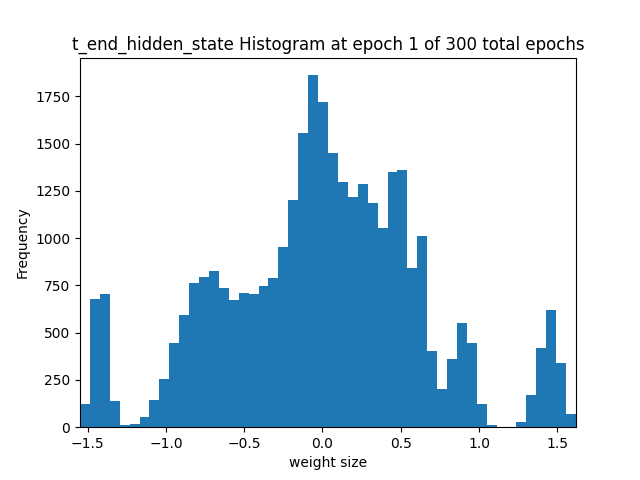 t_end_hidden_state Histogram at epoch 1 of 300 total epochs
1750
1500
1250
1000
750
500
250
0
Frequency
−1.5 −1.0 −0.5 0.0 0.5 1.0 1.5
weight size